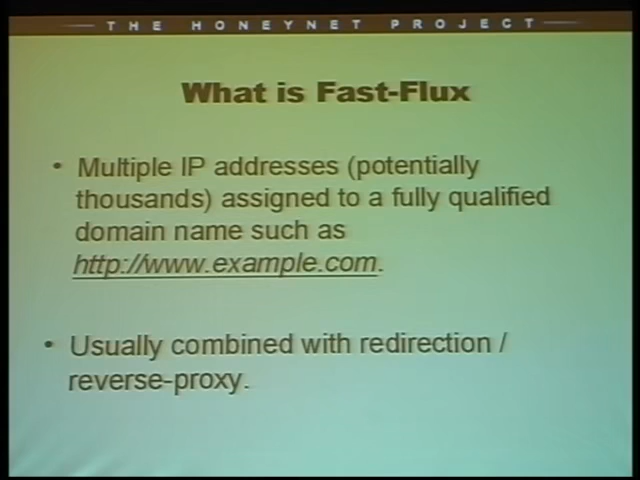 THE HONEYNET PROJECT
What is Fast-Flux
• Multiple IP addresses (potentially
thousands) assigned to a fully qualified
domain name such as
http://www.example.com.
• Usually combined with redirection /
reverse-proxy.